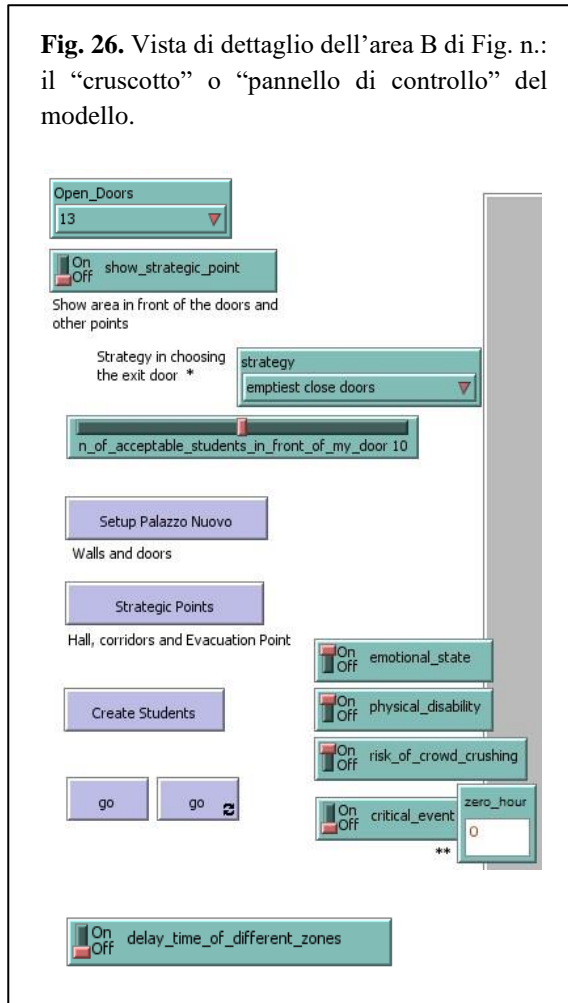 Fig. 26. Vista di dettaglio dell’area B di Fig. n.:
il “cruscotto” o “pannello di controllo” del
modello.
Open_Doors
13
On
Off show_strategic_point
Show area in front of the doors and
other points
Strategy in choosing
the exit door *
strategy
emptiest close doors
n_of_acceptable_students_in_front_of_my_door 10
Setup Palazzo Nuovo
Walls and doors
Strategic Points
Hall, corridors and Evacuation Point
On
Off emotional_state
Create Students
On
Off physical_disability
On
Off risk_of_crowd_crushing
go
go
On
Off critical_event
**
zero_hour
0
On
Off delay_time_of_different_zones